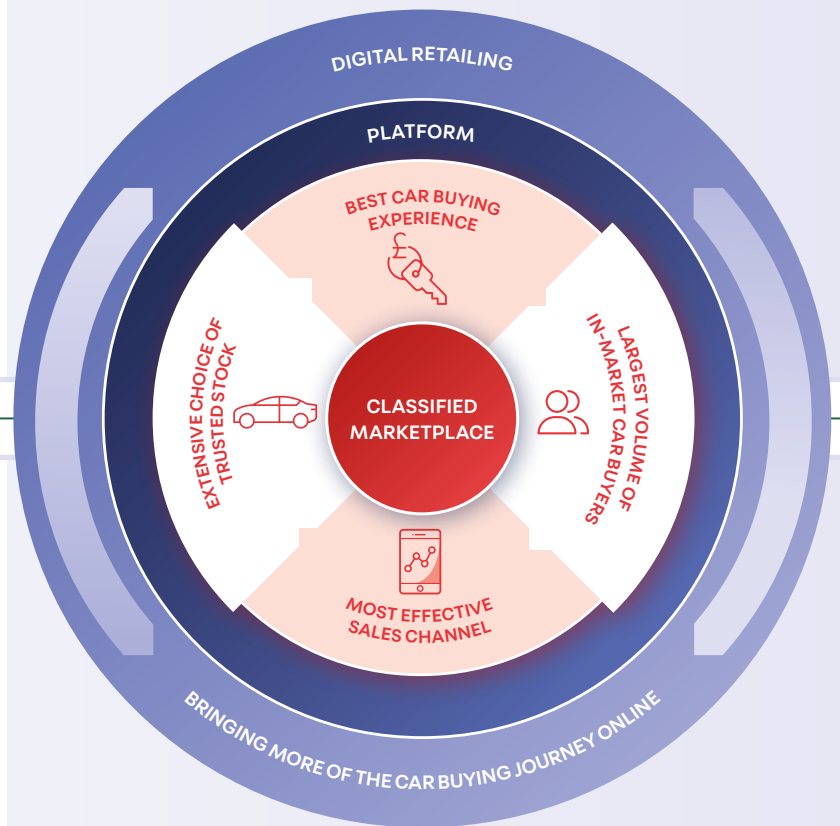 DIGITAL RETAILING
PLATFORM
BEST CAR BUYING
EXPERIENCE
£
EXTENSIVE CHOICE OF
TRUSTED STOCK
CLASSIFIED
MARKETPLACE
LARGEST VOLUME OF
IN-MARKET CAR BUYERS
MOST EFFECTIVE
SALES CHANNEL
BRINGING MORE OF THE CAR BUYING JOURNEY ONLINE